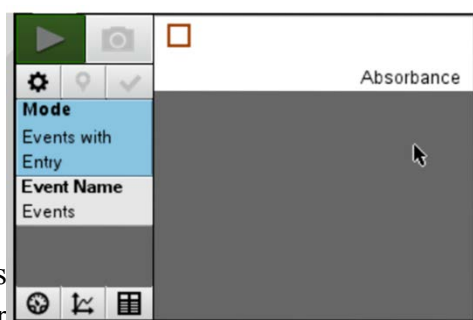 Absorbance
Mode
Events with
Entry
Event Name
Events